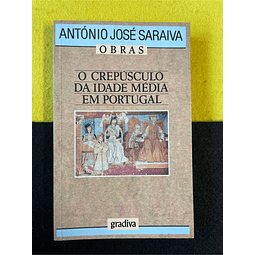 ANTÓNIO JOSÉ SARAIVA
OBRAS
O CREPÚSCULO
DA IDADE MÉDIA
EM PORTUGAL
gradiva